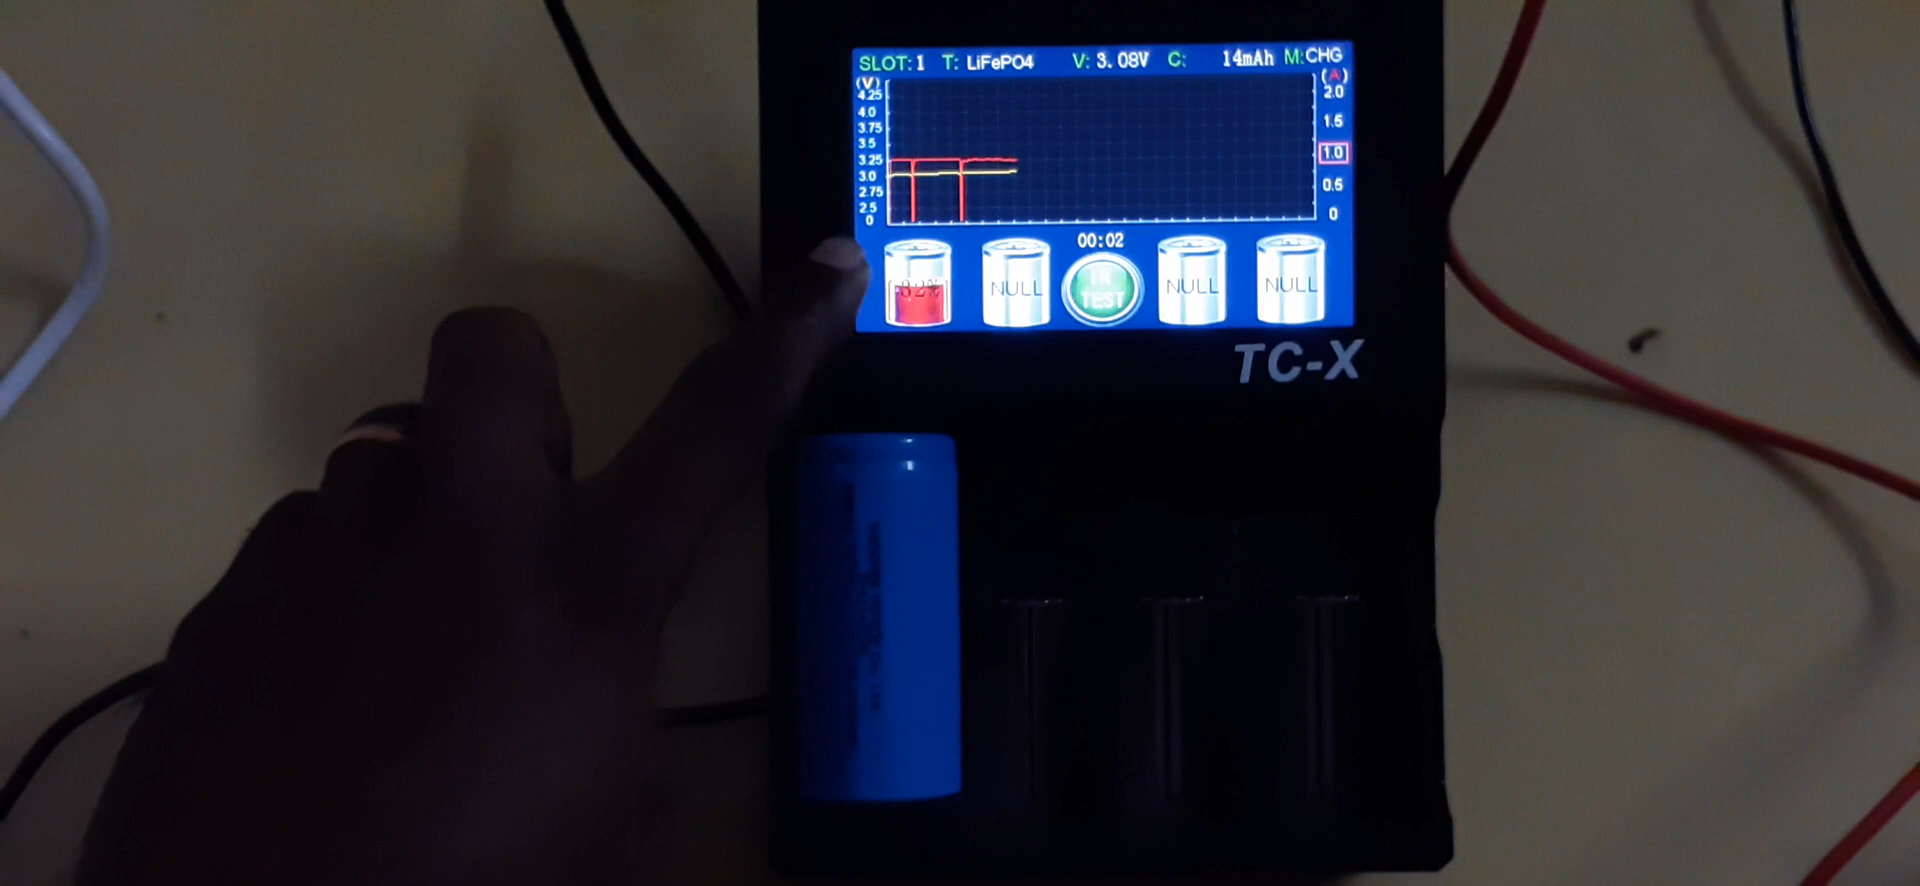 SLOT: 1 T: LiFePO4 V: 3.08V C: 14mAh M: CHG
(V) (A)
4.25 2.0
4.0
3.75 1.5
3.5
3.25 1.0
3.0
2.75 0.5
2.5
0 0
00:02
82% NULL IR TEST NULL NULL
TC-X